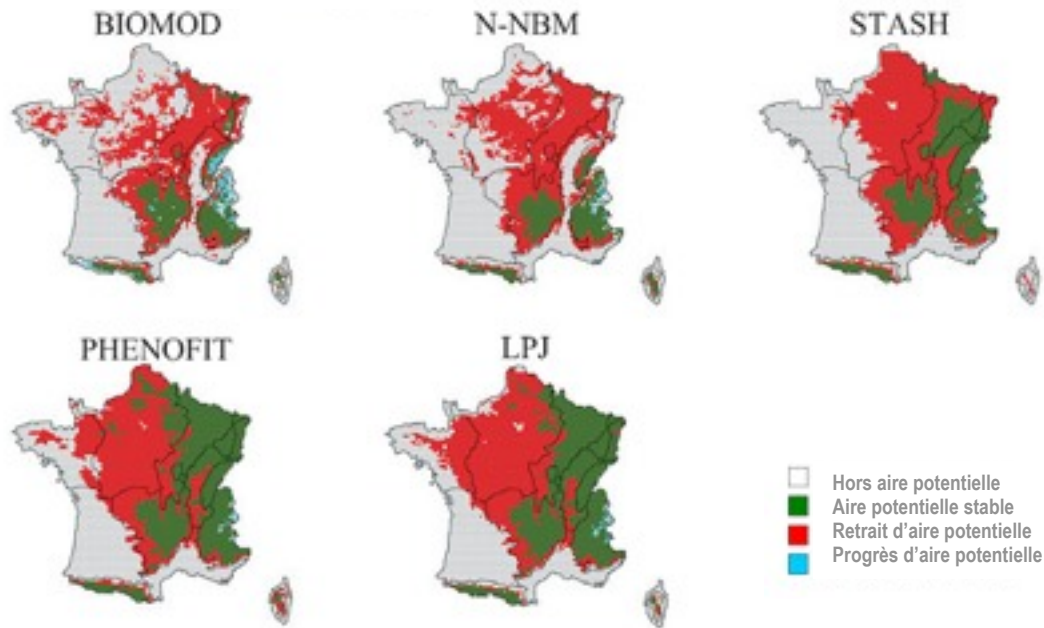 BIOMOD
N-NBM
STASH
PHENOFIT
LPJ
Hors aire potentielle
Aire potentielle stable
Retrait d'aire potentielle
Progrès d'aire potentielle